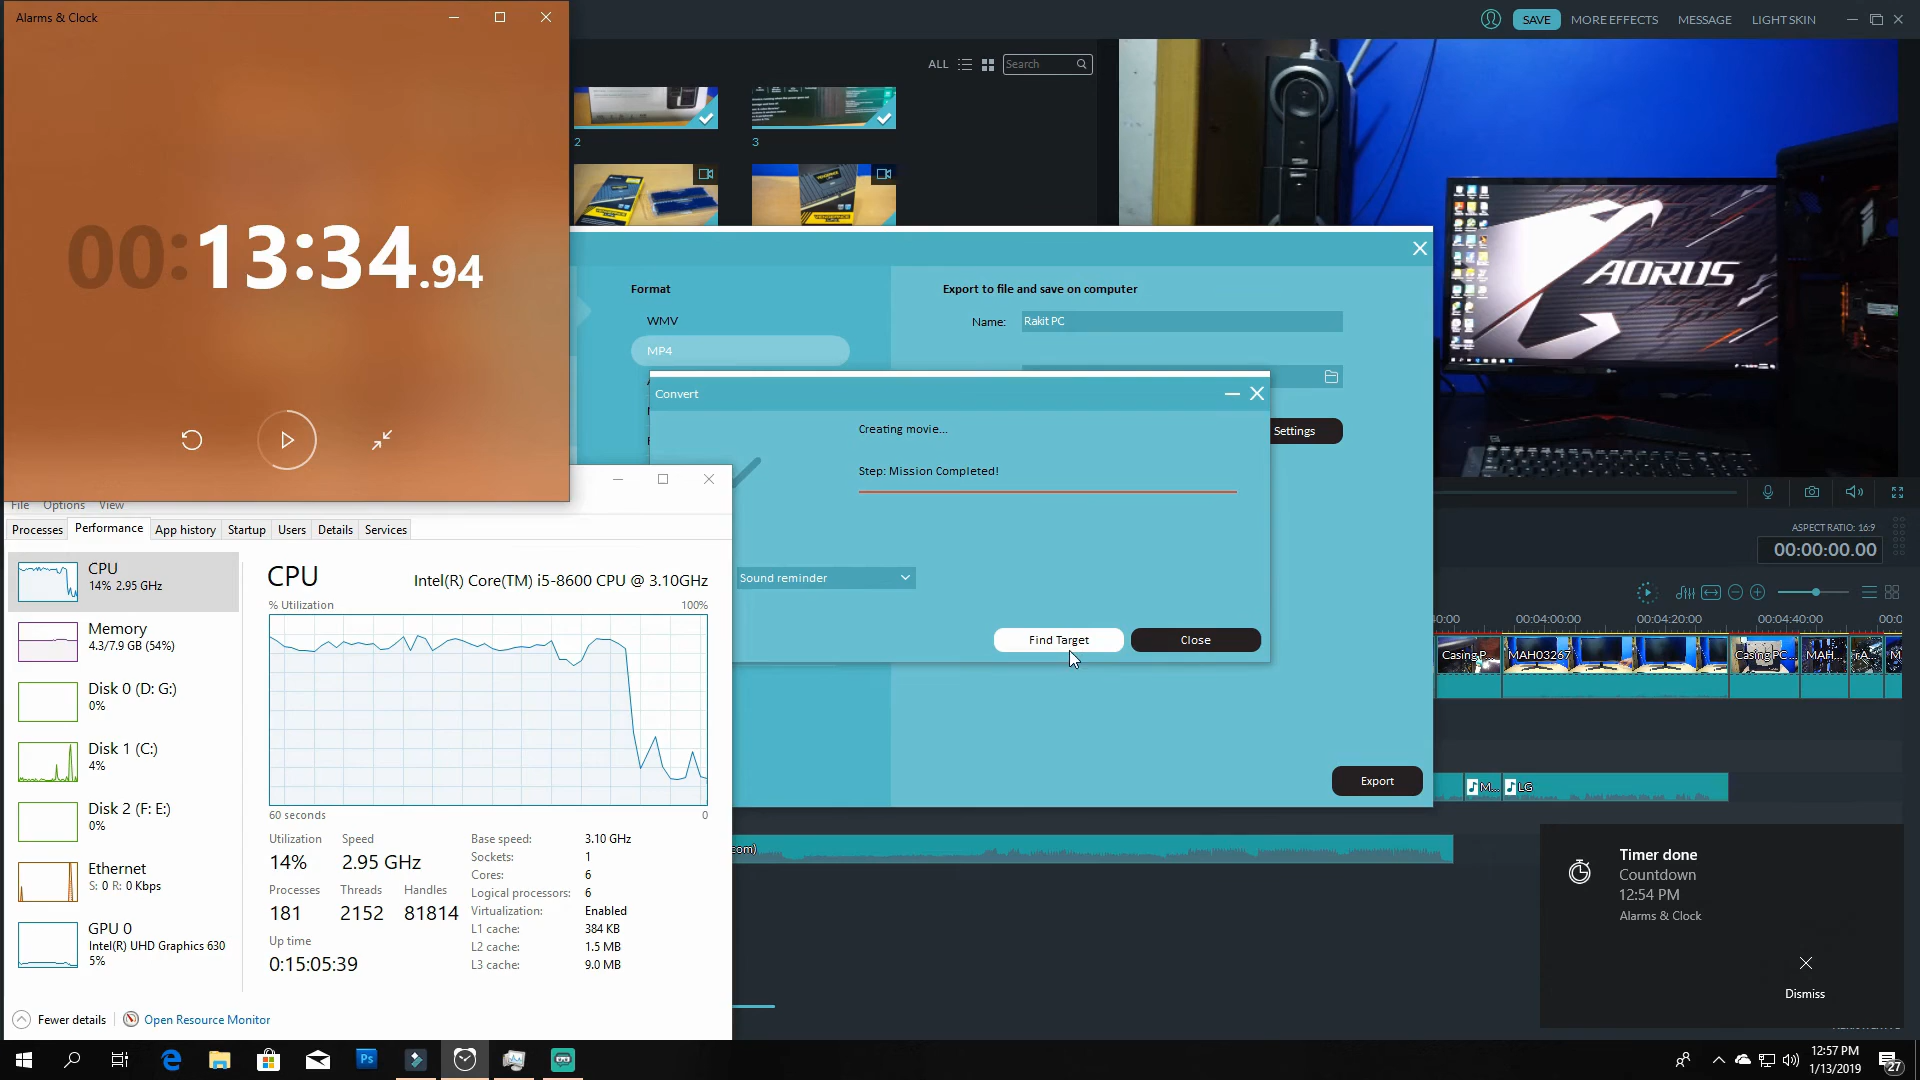 Alarms & Clock
00:13:34.94
SAVE
MORE EFFECTS
MESSAGE
LIGHT SKIN
ALL
Search
2
3
AORUS
Format
WMV
MP4
Export to file and save on computer
Name:
Rakit PC
Settings
Convert
Creating movie...
Step: Mission Completed!
Sound reminder
Find Target
Close
Export
ASPECT RATIO: 16:9
00:00:00.00
00:04:00:00
00:04:20:00
00:04:40:00
Casing P...
MAH03267
Casing PC...
MAH...
LG
com)
File
Options
View
Processes
Performance
App history
Startup
Users
Details
Services
CPU
14% 2.95 GHz
Memory
4.3/7.9 GB (54%)
Disk 0 (D: G:)
0%
Disk 1 (C:)
4%
Disk 2 (F: E:)
0%
Ethernet
S: 0 R: 0 Kbps
GPU 0
Intel(R) UHD Graphics 630
5%
CPU
Intel(R) Core(TM) i5-8600 CPU @ 3.10GHz
% Utilization
100%
60 seconds
0
Utilization
14%
Speed
2.95 GHz
Processes
181
Threads
2152
Handles
81814
Up time
0:15:05:39
Base speed: 3.10 GHz
Sockets: 1
Cores: 6
Logical processors: 6
Virtualization: Enabled
L1 cache: 384 KB
L2 cache: 1.5 MB
L3 cache: 9.0 MB
Fewer details
Open Resource Monitor
Timer done
Countdown
12:54 PM
Alarms & Clock
Dismiss
Ps
12:57 PM
1/13/2019
27